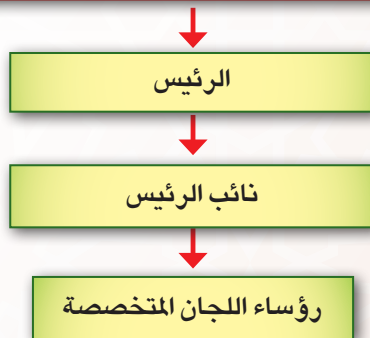 الرئيس
نائب الرئيس
رؤساء اللجان المتخصصة